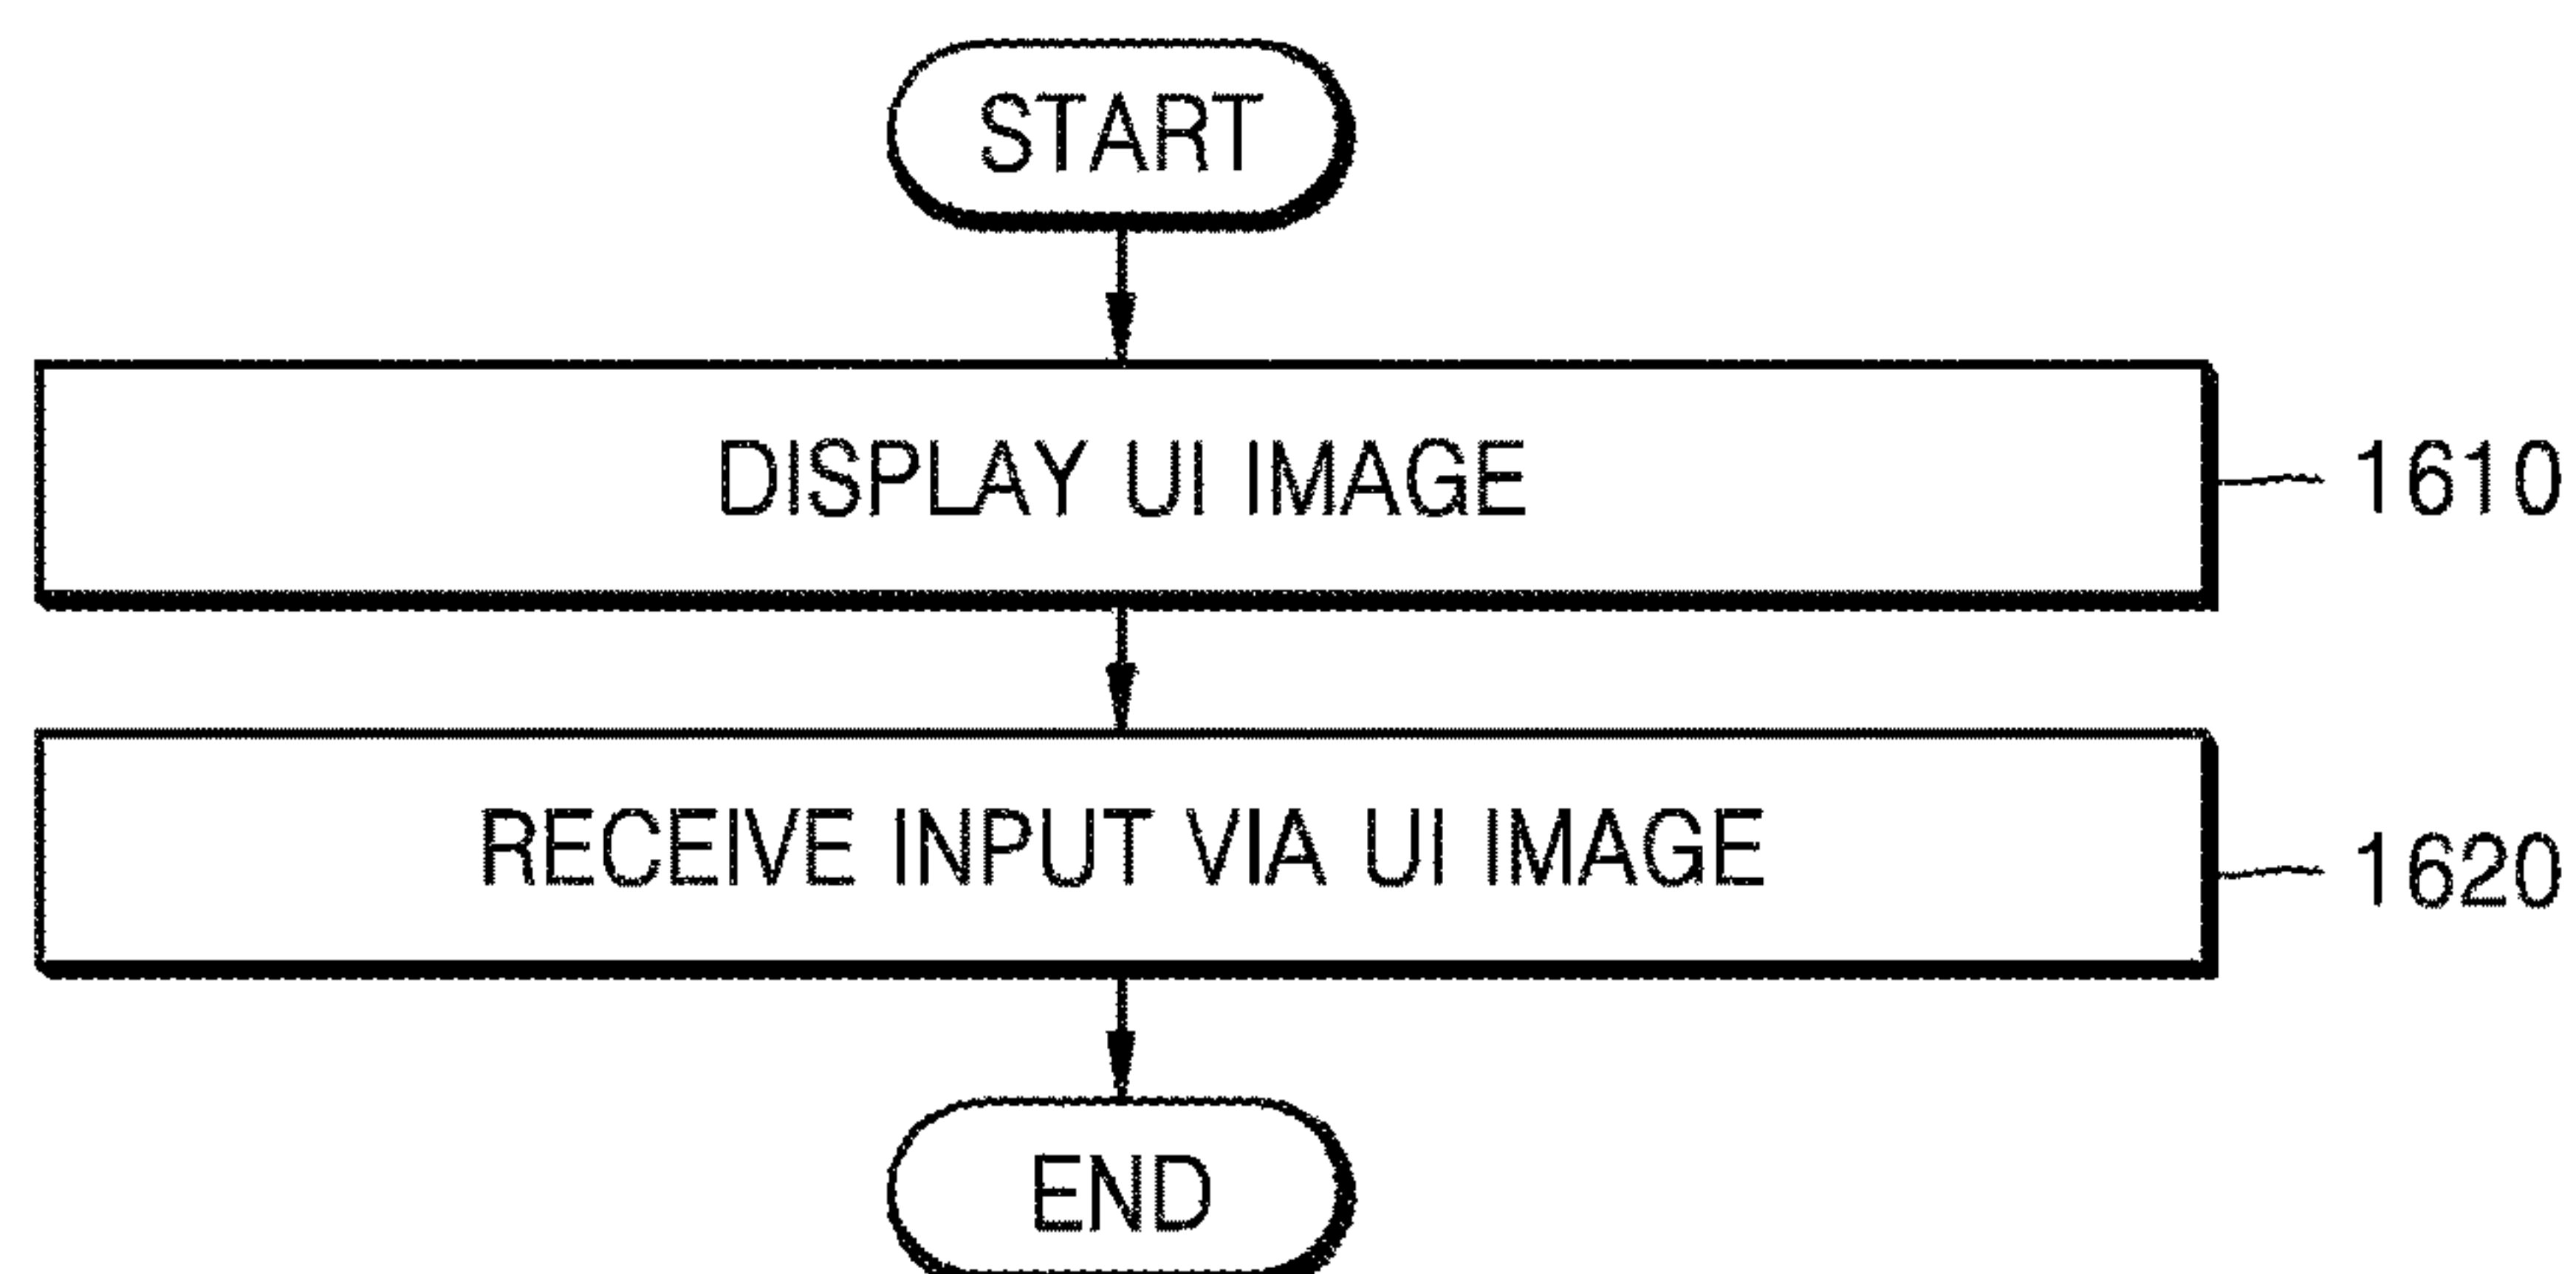 START
DISPLAY UI IMAGE
1610
RECEIVE INPUT VIA UI IMAGE
1620
END